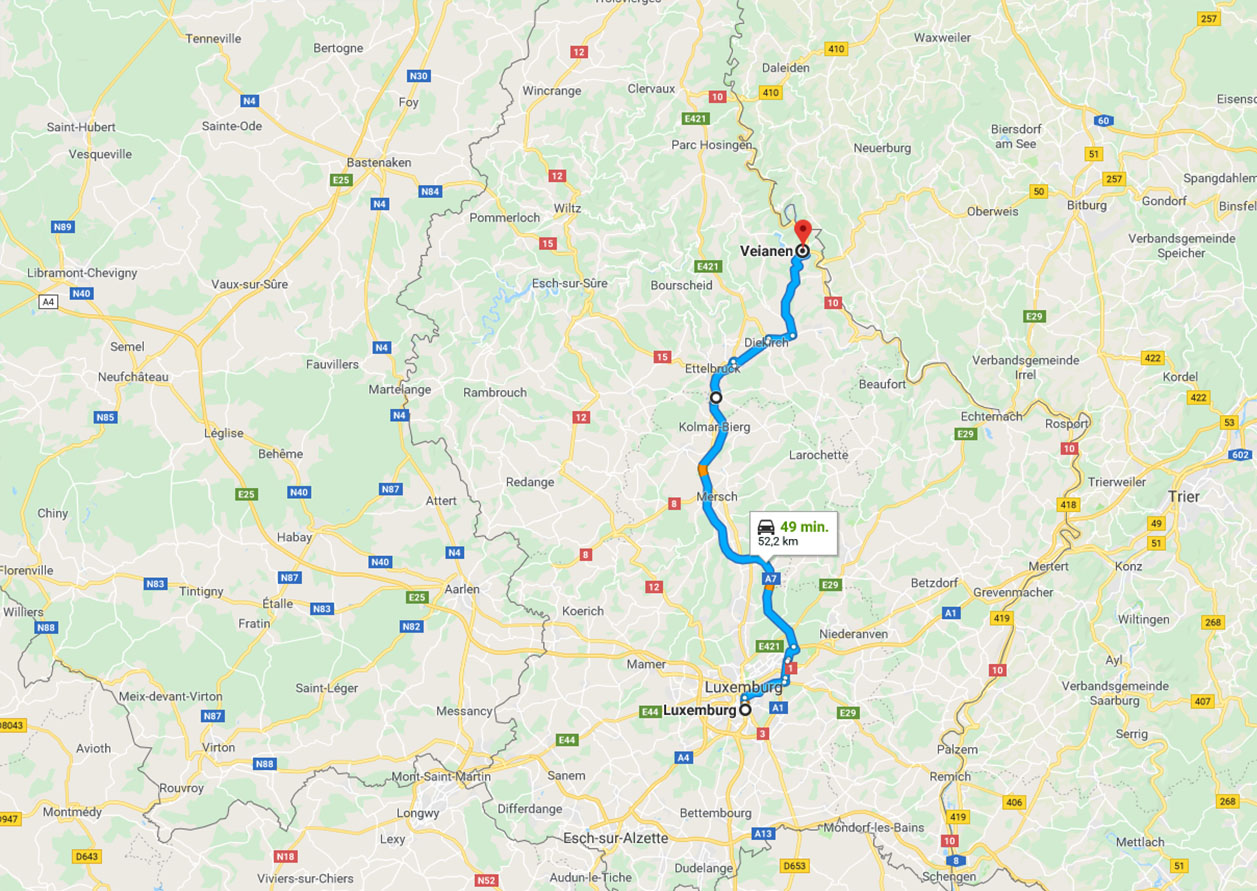 Troisvierges
257
Tenneville
Bertogne
12
410
Waxweiler
N30
Wincrange
Clervaux
Daleiden
10
410
N4
Foy
Eisensc
Sainte-Ode
E421
60
Saint-Hubert
Biersdorf
am See
Vesqueville
Bastenaken
Parc Hosingen
Neuerburg
51
E25
12
257
Spangdahlem
N84
N4
50
Wiltz
Oberweis
Bitburg
Gondorf
Binsfel
Pommerloch
N89
15
Verbandsgemeinde
Speicher
Veianen
Libramont-Chevigny
E421
Vaux-sur-Sûre
Esch-sur-Sûre
Bourscheid
N40
A4
10
E29
Semel
N4
Diekirch
15
Fauvillers
Ettelbruck
Verbandsgemeinde
Irrel
422
Neufchâteau
Kordel
Martelange
Rambrouch
Beaufort
422
N85
N4
12
Echternach
Rosport
53
Léglise
Kolmar-Bierg
E29
Behême
Larochette
10
602
Redange
Trierweiler
E25
N40
N87
Attert
Mersch
Trier
8
418
Chiny
49 min.
52,2 km
49
Habay
51
8
N40
N4
Florenville
Mertert
Konz
N83
N87
A7
E29
Betzdorf
12
Tintigny
Aarlen
Grevenmacher
E25
Étalle
N83
Koerich
A1
Williers
N88
Fratin
N82
419
Wiltingen
268
Niederanven
E421
Mamer
1
Ayl
10
Saint-Léger
Luxemburg
Verbandsgemeinde
Saarburg
Meix-devant-Virton
407
Luxemburg
A1
N87
Messancy
E44
E29
D8043
Serrig
3
Avioth
Virton
E44
Palzem
N88
A4
Mont-Saint-Martin
Sanem
Remich
Rouvroy
406
268
Montmédy
Longwy
Differdange
Bettembourg
D947
419
Mondorf-les-Bains
Lexy
Esch-sur-Alzette
A13
10
Mettlach
D643
N18
8
D653
51
Dudelange
Viviers-sur-Chiers
N52
Audun-le-Tiche
Schengen